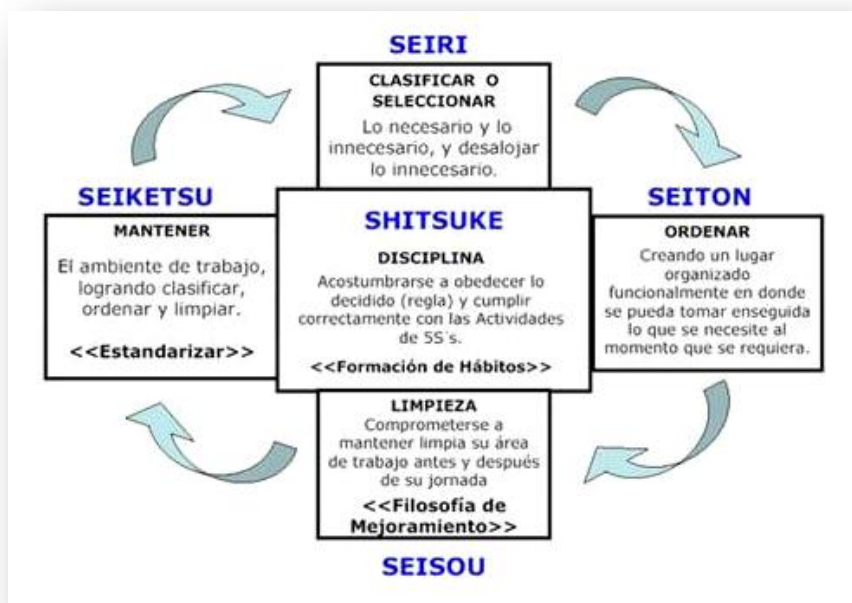 SEIRI
CLASIFICAR O
SELECCIONAR
Lo necesario y lo
innecesario, y desalojar
lo innecesario.
SEIKETSU
MANTENER
El ambiente de trabajo,
logrando clasificar,
ordenar y limpiar.
<<Estandarizar>>
SHITSUKE
DISCIPLINA
Acostumbrarse a obedecer lo
decidido (regla) y cumplir
correctamente con las Actividades
de 5S´s.
<<Formación de Hábitos>>
SEITON
ORDENAR
Creando un lugar
organizado
funcionalmente en donde
se pueda tomar enseguida
lo que se necesite al
momento que se requiera.
LIMPIEZA
Comprometerse a
mantener limpia su área
de trabajo antes y después
de su jornada
<<Filosofía de
Mejoramiento>>
SEISOU